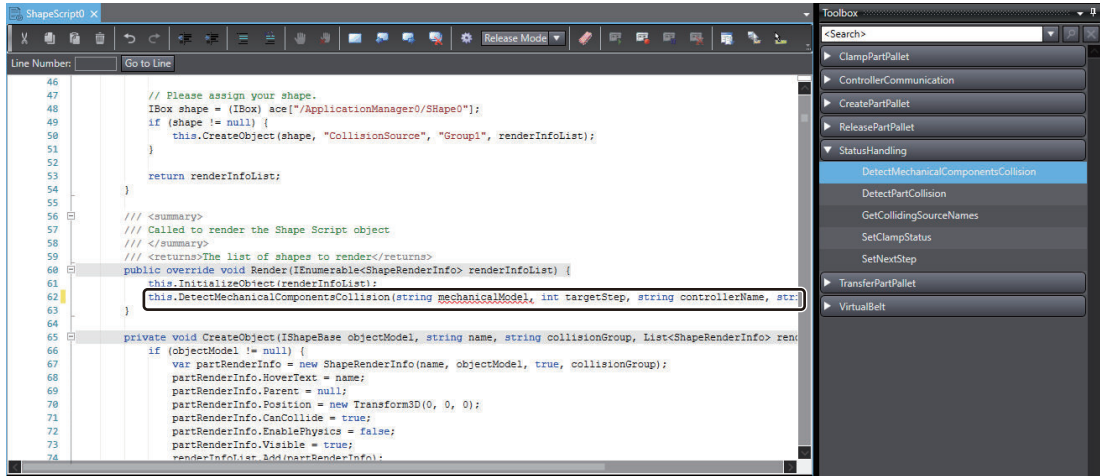 ShapeScript0
Release Mode
Line Number:
Go to Line
46
47 // Please assign your shape.
48 IBox shape = (IBox) ace["/ApplicationManager0/SHape0"];
49 if (shape != null) {
50 this.CreateObject(shape, "CollisionSource", "Group1", renderInfoList);
51 }
52
53 return renderInfoList;
54 }
55
56 /// <summary>
57 /// Called to render the Shape Script object
58 /// </summary>
59 /// <returns>The list of shapes to render</returns>
60 public override void Render(IEnumerable<ShapeRenderInfo> renderInfoList) {
61 this.InitializeObject(renderInfoList);
62 this.DetectMechanicalComponentsCollision(string mechanicalModel, int targetStep, string controllerName, stri
63 }
64
65 private void CreateObject(IShapeBase objectModel, string name, string collisionGroup, List<ShapeRenderInfo> rend
66 if (objectModel != null) {
67 var partRenderInfo = new ShapeRenderInfo(name, objectModel, true, collisionGroup);
68 partRenderInfo.HoverText = name;
69 partRenderInfo.Parent = null;
70 partRenderInfo.Position = new Transform3D(0, 0, 0);
71 partRenderInfo.CanCollide = true;
72 partRenderInfo.EnablePhysics = false;
73 partRenderInfo.Visible = true;
74 renderInfoList.Add(partRenderInfo);
Toolbox
<Search>
ClampPartPallet
ControllerCommunication
CreatePartPallet
ReleasePartPallet
StatusHandling
DetectMechanicalComponentsCollision
DetectPartCollision
GetCollidingSourceNames
SetClampStatus
SetNextStep
TransferPartPallet
VirtualBelt